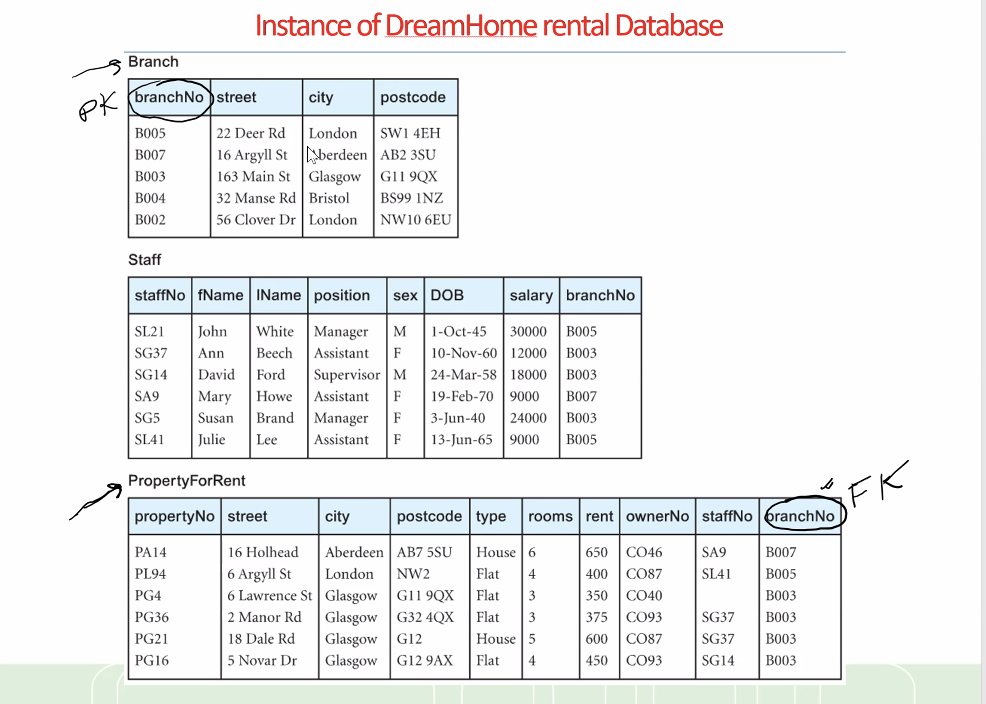 Instance of DreamHome rental Database
Branch
PK
branchNo street city postcode
B005 22 Deer Rd London SW1 4EH
B007 16 Argyll St Aberdeen AB2 3SU
B003 163 Main St Glasgow G11 9QX
B004 32 Manse Rd Bristol BS99 1NZ
B002 56 Clover Dr London NW10 6EU
Staff
staffNo fName lName position sex DOB salary branchNo
SL21 John White Manager M 1-Oct-45 30000 B005
SG37 Ann Beech Assistant F 10-Nov-60 12000 B003
SG14 David Ford Supervisor M 24-Mar-58 18000 B003
SA9 Mary Howe Assistant F 19-Feb-70 9000 B007
SG5 Susan Brand Manager F 3-Jun-40 24000 B003
SL41 Julie Lee Assistant F 13-Jun-65 9000 B005
PropertyForRent
FK
propertyNo street city postcode type rooms rent ownerNo staffNo branchNo
PA14 16 Holhead Aberdeen AB7 5SU House 6 650 CO46 SA9 B007
PL94 6 Argyll St London NW2 Flat 4 400 CO87 SL41 B005
PG4 6 Lawrence St Glasgow G11 9QX Flat 3 350 CO40 B003
PG36 2 Manor Rd Glasgow G32 4QX Flat 3 375 CO93 SG37 B003
PG21 18 Dale Rd Glasgow G12 House 5 600 CO87 SG37 B003
PG16 5 Novar Dr Glasgow G12 9AX Flat 4 450 CO93 SG14 B003